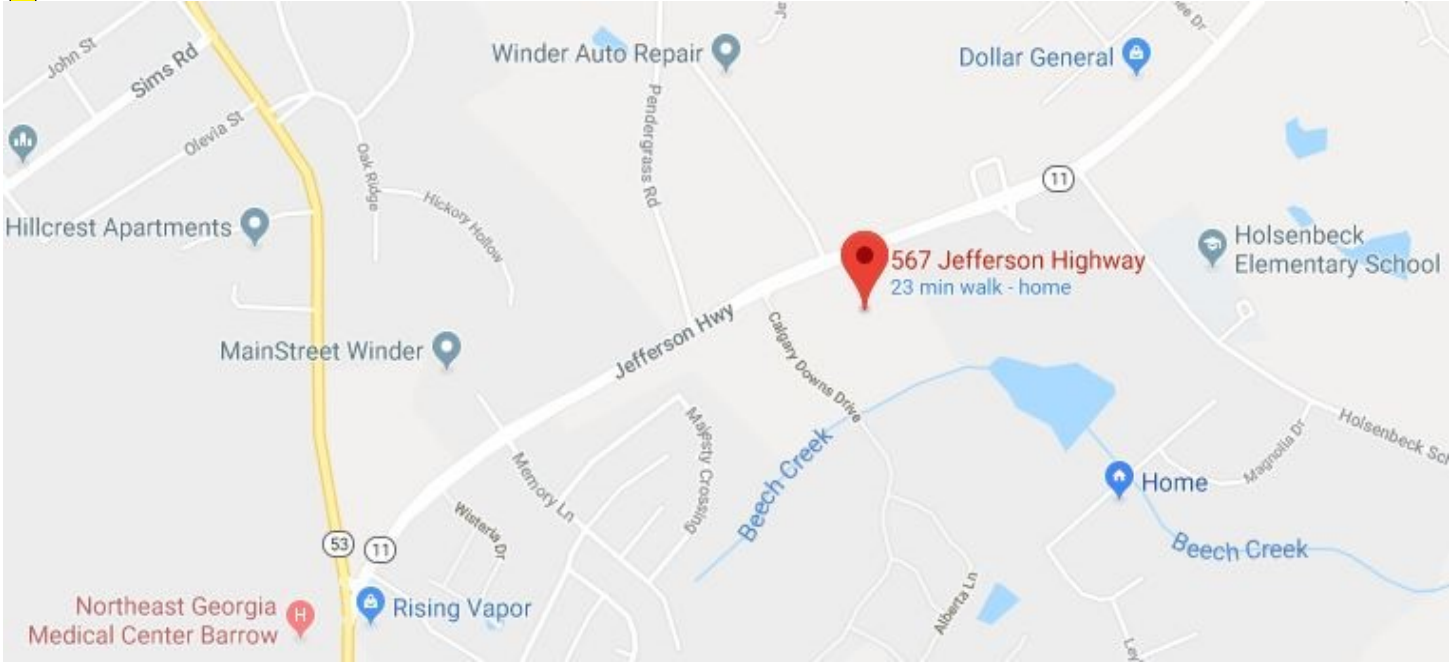 John St
Sims Rd
Olevia St
Oak Ridge
Hickory Hollow
Hillcrest Apartments
MainStreet Winder
Winder Auto Repair
Pendergrass Rd
Dollar General
11
567 Jefferson Highway
23 min walk - home
Holsenbeck
Elementary School
Jefferson Hwy
Calgary Downs Drive
Majesty Crossing
Memory Ln
Wisteria Dr
Beech Creek
Magnolia Dr
Home
Beech Creek
Alberta Ln
53
11
Rising Vapor
H
Northeast Georgia
Medical Center Barrow